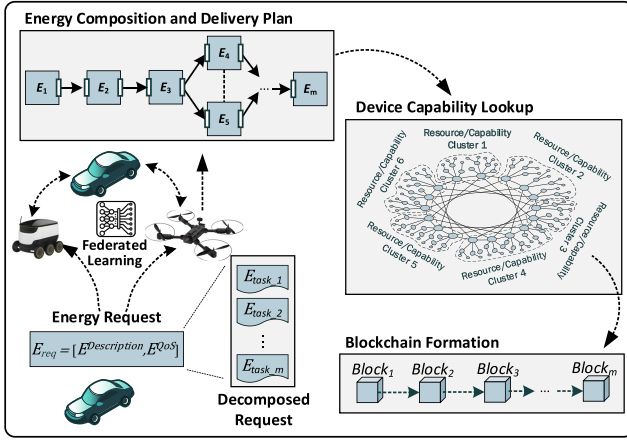 Energy Composition and Delivery Plan
E1 E2 E3 E4 E5 ... Em
Device Capability Lookup
Resource/Capability
Cluster 1
Resource/Capability
Cluster 2
Resource/Capability
Cluster 3
Resource/Capability
Cluster 4
Resource/Capability
Cluster 5
Resource/Capability
Cluster 6
Federated
Learning
Energy Request
Ereq = [EDescription,EQoS]
Etask_1
Etask_2
Etask_m
Decomposed
Request
Blockchain Formation
Block1 Block2 Block3 ... Blockm